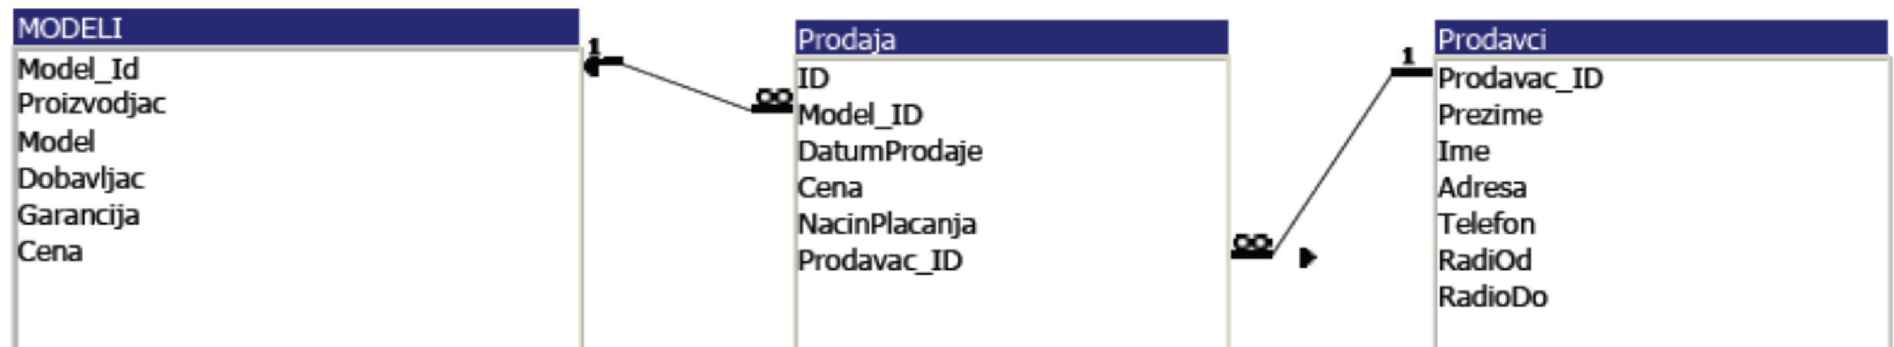 MODELI
Model_Id
Proizvodjac
Model
Dobavljac
Garancija
Cena
1
∞
Prodaja
ID
Model_ID
DatumProdaje
Cena
NacinPlacanja
Prodavac_ID
∞
1
Prodavci
Prodavac_ID
Prezime
Ime
Adresa
Telefon
RadiOd
RadioDo